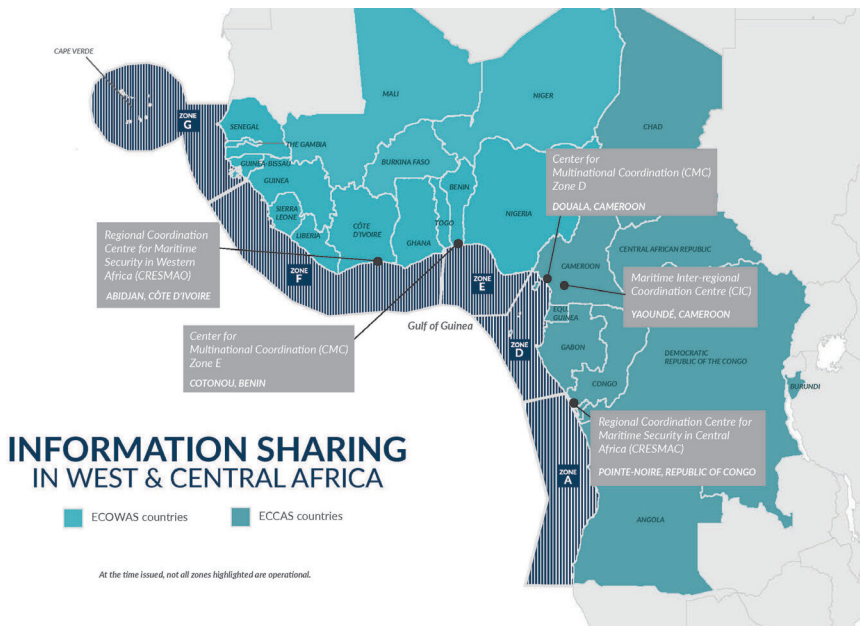 CAPE VERDE
ZONE
G
SENEGAL
THE GAMBIA
GUINEA-BISSAU
GUINEA
SIERRA
LEONE
LIBERIA
MALI
BURKINA FASO
CÔTE
D'IVOIRE
GHANA
TOGO
BENIN
NIGER
NIGERIA
CHAD
Center for
Multinational Coordination (CMC)
Zone D
DOUALA, CAMEROON
CENTRAL AFRICAN REPUBLIC
CAMEROON
Maritime Inter-regional
Coordination Centre (CIC)
YAOUNDÉ, CAMEROON
Regional Coordination
Centre for Maritime
Security in Western
Africa (CRESMAO)
ABIDJAN, CÔTE D'IVOIRE
ZONE
F
ZONE
E
Gulf of Guinea
Center for
Multinational Coordination (CMC)
Zone E
COTONOU, BENIN
ZONE
D
EQU.
GUINEA
GABON
CONGO
DEMOCRATIC
REPUBLIC OF THE CONGO
BURUNDI
Regional Coordination Centre for
Maritime Security in Central
Africa (CRESMAC)
POINTE-NOIRE, REPUBLIC OF CONGO
ZONE
A
ANGOLA
INFORMATION SHARING
IN WEST & CENTRAL AFRICA
ECOWAS countries
ECCAS countries
At the time issued, not all zones highlighted are operational.